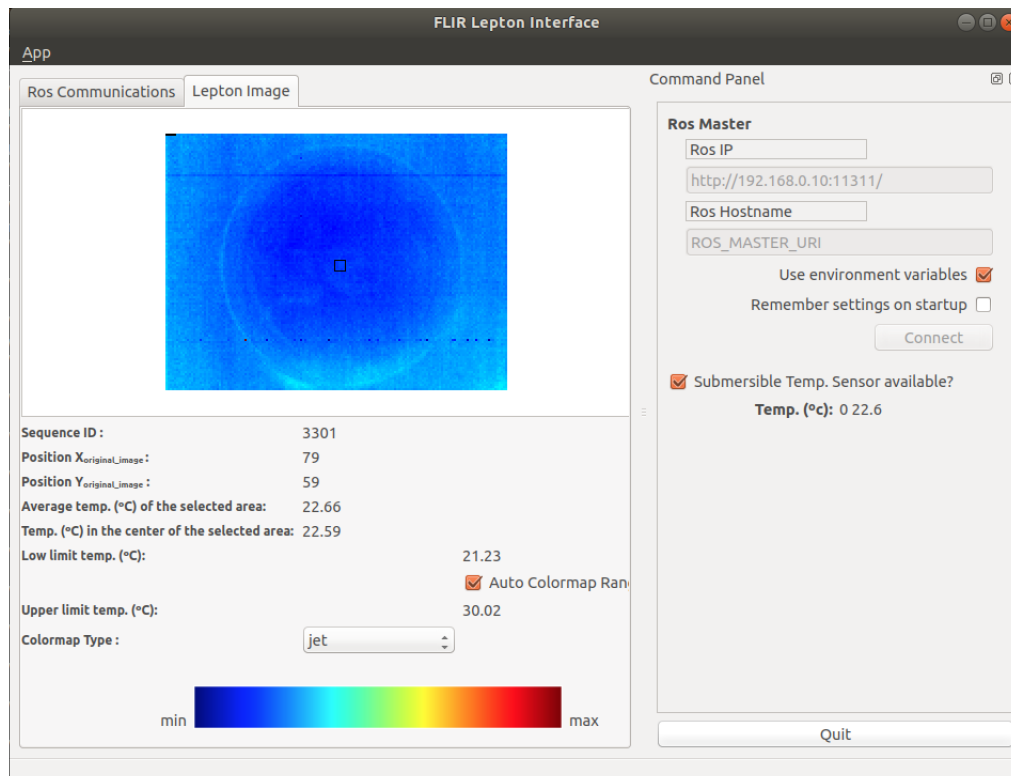 FLIR Lepton Interface
App
Ros Communications
Lepton Image
Sequence ID : 3301
Position Xoriginal_image : 79
Position Yoriginal_image : 59
Average temp. (ºC) of the selected area: 22.66
Temp. (ºC) in the center of the selected area: 22.59
Low limit temp. (ºC): 21.23
Auto Colormap Ran
Upper limit temp. (ºC): 30.02
Colormap Type : jet
min max
Command Panel
Ros Master
Ros IP
http://192.168.0.10:11311/
Ros Hostname
ROS_MASTER_URI
Use environment variables
Remember settings on startup
Connect
Submersible Temp. Sensor available?
Temp. (ºc): 0 22.6
Quit